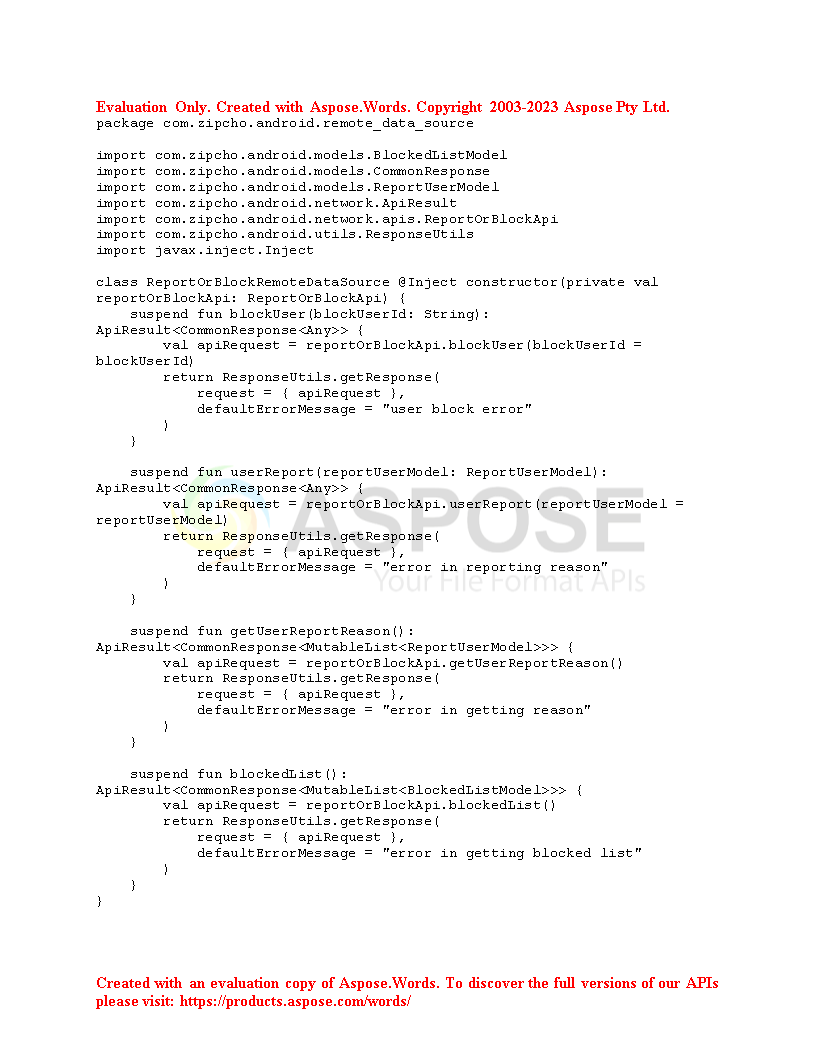 Evaluation Only. Created with Aspose.Words. Copyright 2003-2023 Aspose Pty Ltd.
package com.zipcho.android.remote_data_source

import com.zipcho.android.models.BlockedListModel
import com.zipcho.android.models.CommonResponse
import com.zipcho.android.models.ReportUserModel
import com.zipcho.android.network.ApiResult
import com.zipcho.android.network.apis.ReportOrBlockApi
import com.zipcho.android.utils.ResponseUtils
import javax.inject.Inject

class ReportOrBlockRemoteDataSource @Inject constructor(private val
reportOrBlockApi: ReportOrBlockApi) {
    suspend fun blockUser(blockUserId: String):
ApiResult<CommonResponse<Any>> {
        val apiRequest = reportOrBlockApi.blockUser(blockUserId =
blockUserId)
        return ResponseUtils.getResponse(
            request = { apiRequest },
            defaultErrorMessage = "user block error"
        )
    }

    suspend fun userReport(reportUserModel: ReportUserModel):
ApiResult<CommonResponse<Any>> {
        val apiRequest = reportOrBlockApi.userReport(reportUserModel =
reportUserModel)
        return ResponseUtils.getResponse(
            request = { apiRequest },
            defaultErrorMessage = "error in reporting reason"
        )
    }

    suspend fun getUserReportReason():
ApiResult<CommonResponse<MutableList<ReportUserModel>>> {
        val apiRequest = reportOrBlockApi.getUserReportReason()
        return ResponseUtils.getResponse(
            request = { apiRequest },
            defaultErrorMessage = "error in getting reason"
        )
    }

    suspend fun blockedList():
ApiResult<CommonResponse<MutableList<BlockedListModel>>> {
        val apiRequest = reportOrBlockApi.blockedList()
        return ResponseUtils.getResponse(
            request = { apiRequest },
            defaultErrorMessage = "error in getting blocked list"
        )
    }
}
ASPOSE
Your File Format APIs
Created with an evaluation copy of Aspose.Words. To discover the full versions of our APIs
please visit: https://products.aspose.com/words/